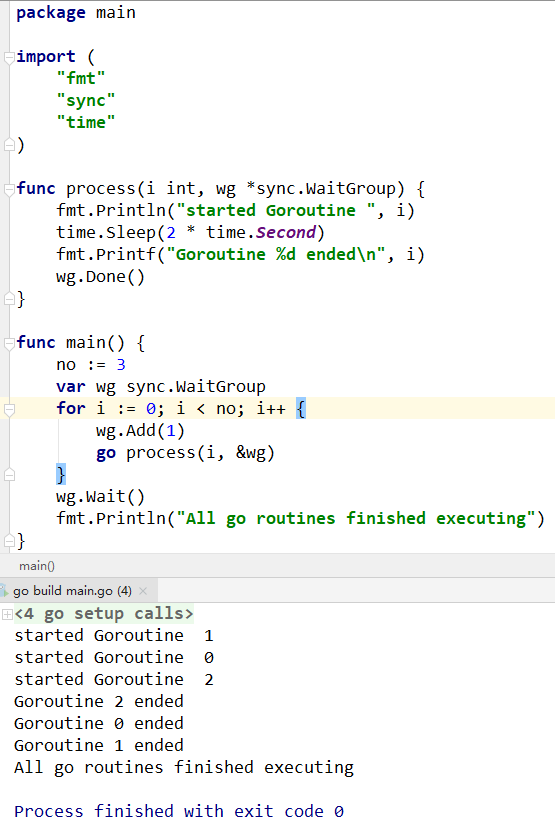 package main

import (
    "fmt"
    "sync"
    "time"
)

func process(i int, wg *sync.WaitGroup) {
    fmt.Println("started Goroutine ", i)
    time.Sleep(2 * time.Second)
    fmt.Printf("Goroutine %d ended\n", i)
    wg.Done()
}

func main() {
    no := 3
    var wg sync.WaitGroup
    for i := 0; i < no; i++ {
        wg.Add(1)
        go process(i, &wg)
    }
    wg.Wait()
    fmt.Println("All go routines finished executing")
}
main()
go build main.go (4)
<4 go setup calls>
started Goroutine  1
started Goroutine  0
started Goroutine  2
Goroutine 2 ended
Goroutine 0 ended
Goroutine 1 ended
All go routines finished executing

Process finished with exit code 0